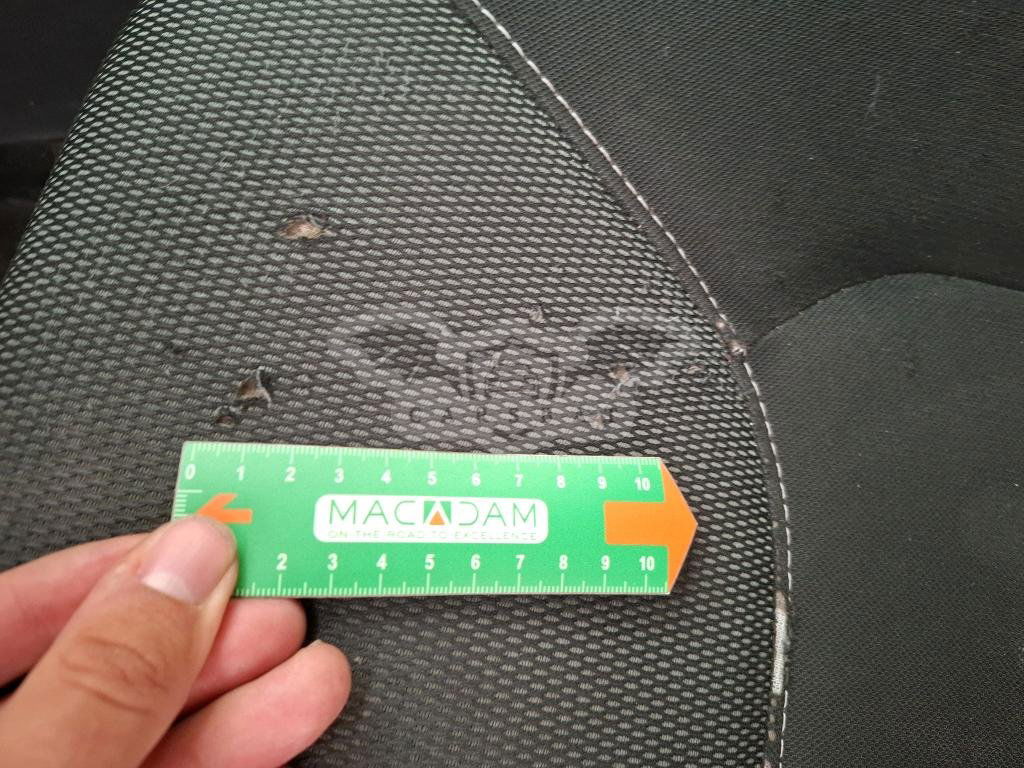 CARSBAT
0 1 2 3 4 5 6 7 8 9 10
MACADAM
ON THE ROAD TO EXCELLENCE
2 3 4 5 6 7 8 9 10